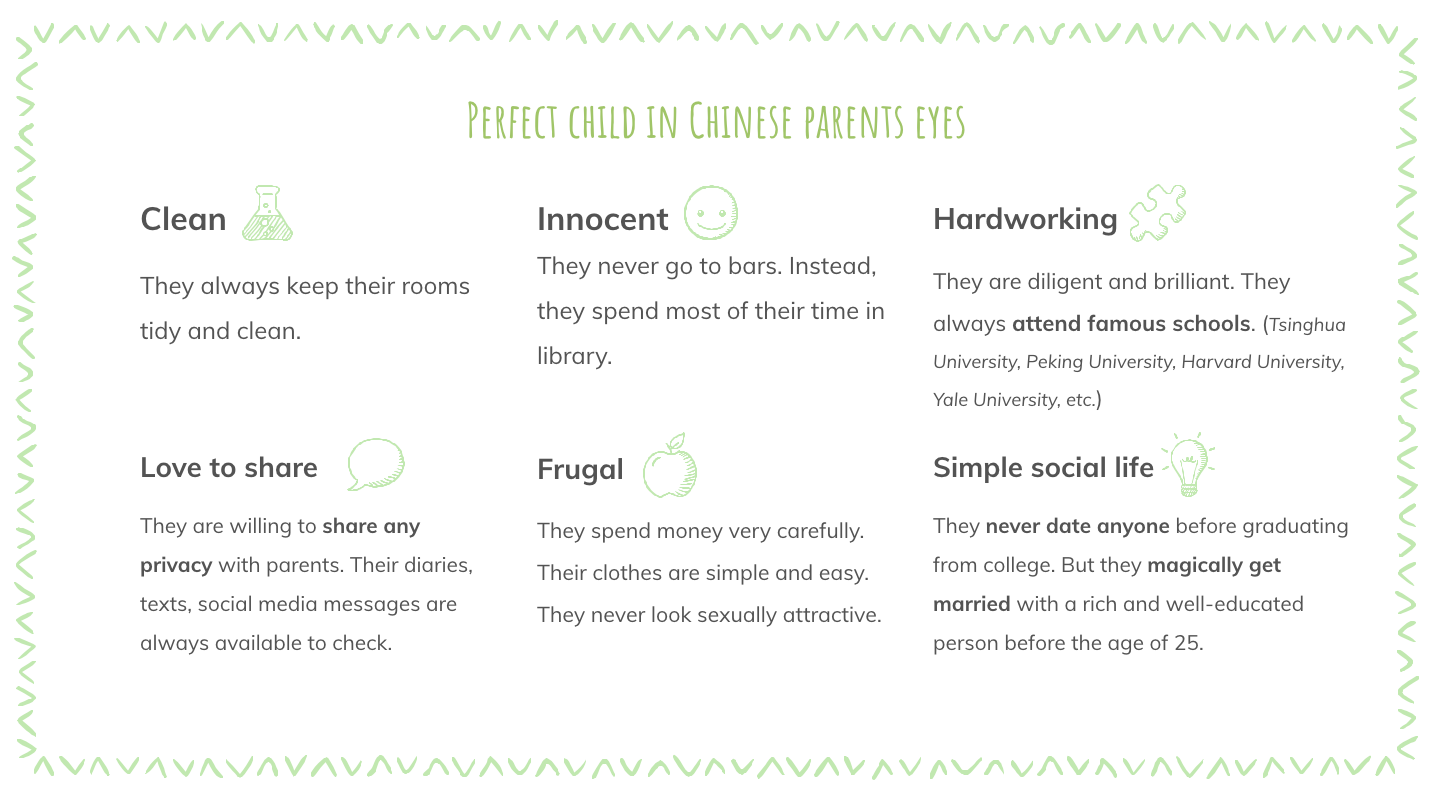 Perfect child in Chinese parents eyes
Clean
They always keep their rooms
tidy and clean.
Innocent
They never go to bars. Instead,
they spend most of their time in
library.
Hardworking
They are diligent and brilliant. They
always attend famous schools. (Tsinghua
University, Peking University, Harvard University,
Yale University, etc.)
Love to share
They are willing to share any
privacy with parents. Their diaries,
texts, social media messages are
always available to check.
Frugal
They spend money very carefully.
Their clothes are simple and easy.
They never look sexually attractive.
Simple social life
They never date anyone before graduating
from college. But they magically get
married with a rich and well-educated
person before the age of 25.